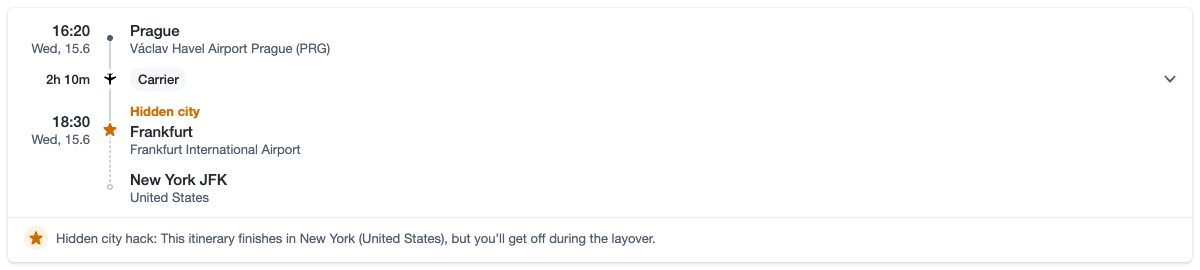 16:20 Prague
Wed, 15.6 Václav Havel Airport Prague (PRG)
2h 10m Carrier
Hidden city
18:30 Frankfurt
Wed, 15.6 Frankfurt International Airport
New York JFK
United States
Hidden city hack: This itinerary finishes in New York (United States), but you’ll get off during the layover.